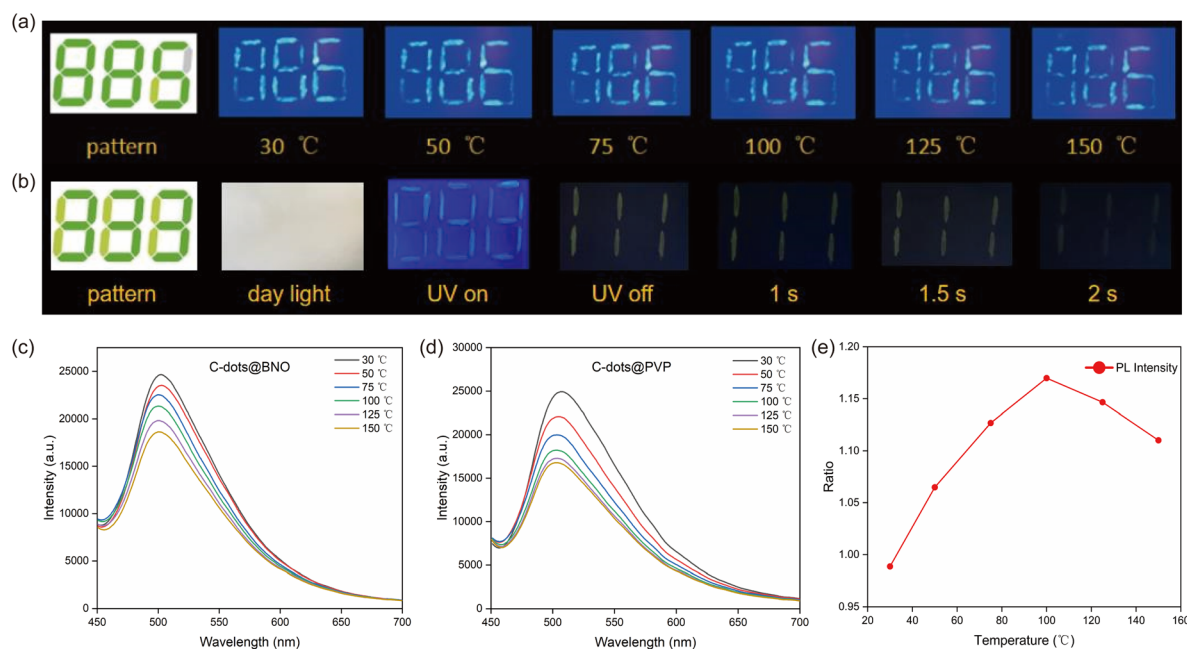 (a)
pattern 30 ℃ 50 ℃ 75 ℃ 100 ℃ 125 ℃ 150 ℃
(b)
pattern day light UV on UV off 1 s 1.5 s 2 s
(c)
C-dots@BNO
30 ℃
50 ℃
75 ℃
100 ℃
125 ℃
150 ℃
25000
20000
15000
10000
5000
0
Intensity (a.u.)
450 500 550 600 650 700
Wavelength (nm)
(d)
C-dots@PVP
30 ℃
50 ℃
75 ℃
100 ℃
125 ℃
150 ℃
30000
25000
20000
15000
10000
5000
0
Intensity (a.u.)
450 500 550 600 650 700
Wavelength (nm)
(e)
PL Intensity
1.20
1.15
1.10
1.05
1.00
0.95
Ratio
20 40 60 80 100 120 140 160
Temperature (℃)